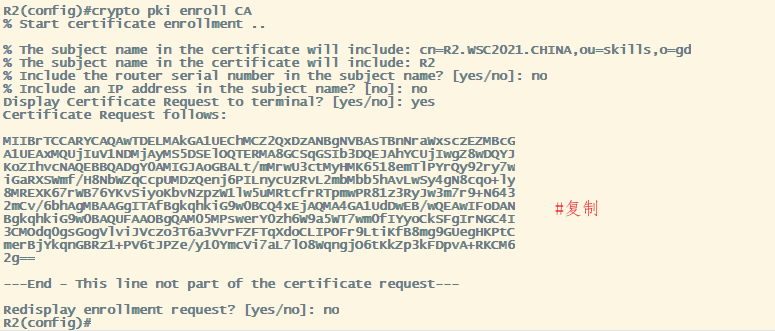 R2(config)#crypto pki enroll CA
% Start certificate enrollment ..
% The subject name in the certificate will include: cn=R2.WSC2021.CHINA,ou=skills,o=gd
% The subject name in the certificate will include: R2
% Include the router serial number in the subject name? [yes/no]: no
% Include an IP address in the subject name? [no]: no
Display Certificate Request to terminal? [yes/no]: yes
Certificate Request follows:
MIIBrTCCARYCAQAwTDELMAkGA1UEChMCZ2QxDzANBgNVBAsTBnNraWxsczEZMBcG
A1UEAxMQUjIuV1NDMjAyMS5DSElOQTERMA8GCSqGSIb3DQEJAhYCUjIwgZ8wDQYJ
KoZIhvcNAQEBBQADgY0AMIGJAoGBALt/mMrwU3ctMyHMK6518emTlPYrQy92ry7w
iGaRXSWmf/H8NbWZqCcpUMDzQenj6PILnycUzRvL2mbMbb5hAvLwSy4gN8cqo+ly
8MREXK67rWB76YKvSiyoKbvNzpzW1lw5uMRtcfrRTpmwPR81z3RyJw3m7r9+N643
2mCv/6bhAgMBAAGgITAfBgkqhkiG9w0BCQ4xEjAQMA4GA1UdDwEB/wQEAwIFoDAN
BgkqhkiG9w0BAQUFAAOBgQAM05MPswerY0zh6W9a5WT7wm0fIYyoCkSFgIrNGC4I
3CMOdq0gsGogVlviJVczo3T6a3VvrFZFTqXdoCLIPOFr9LtiKfB8mg9GUegHKPtC
merBjYkqnGBRz1+PV6tJPZe/y1OYmcVi7aL7lO8WqngjO6tKkZp3kFDpvA+RKCM6
2g==
#复制
---End - This line not part of the certificate request---
Redisplay enrollment request? [yes/no]: no
R2(config)#